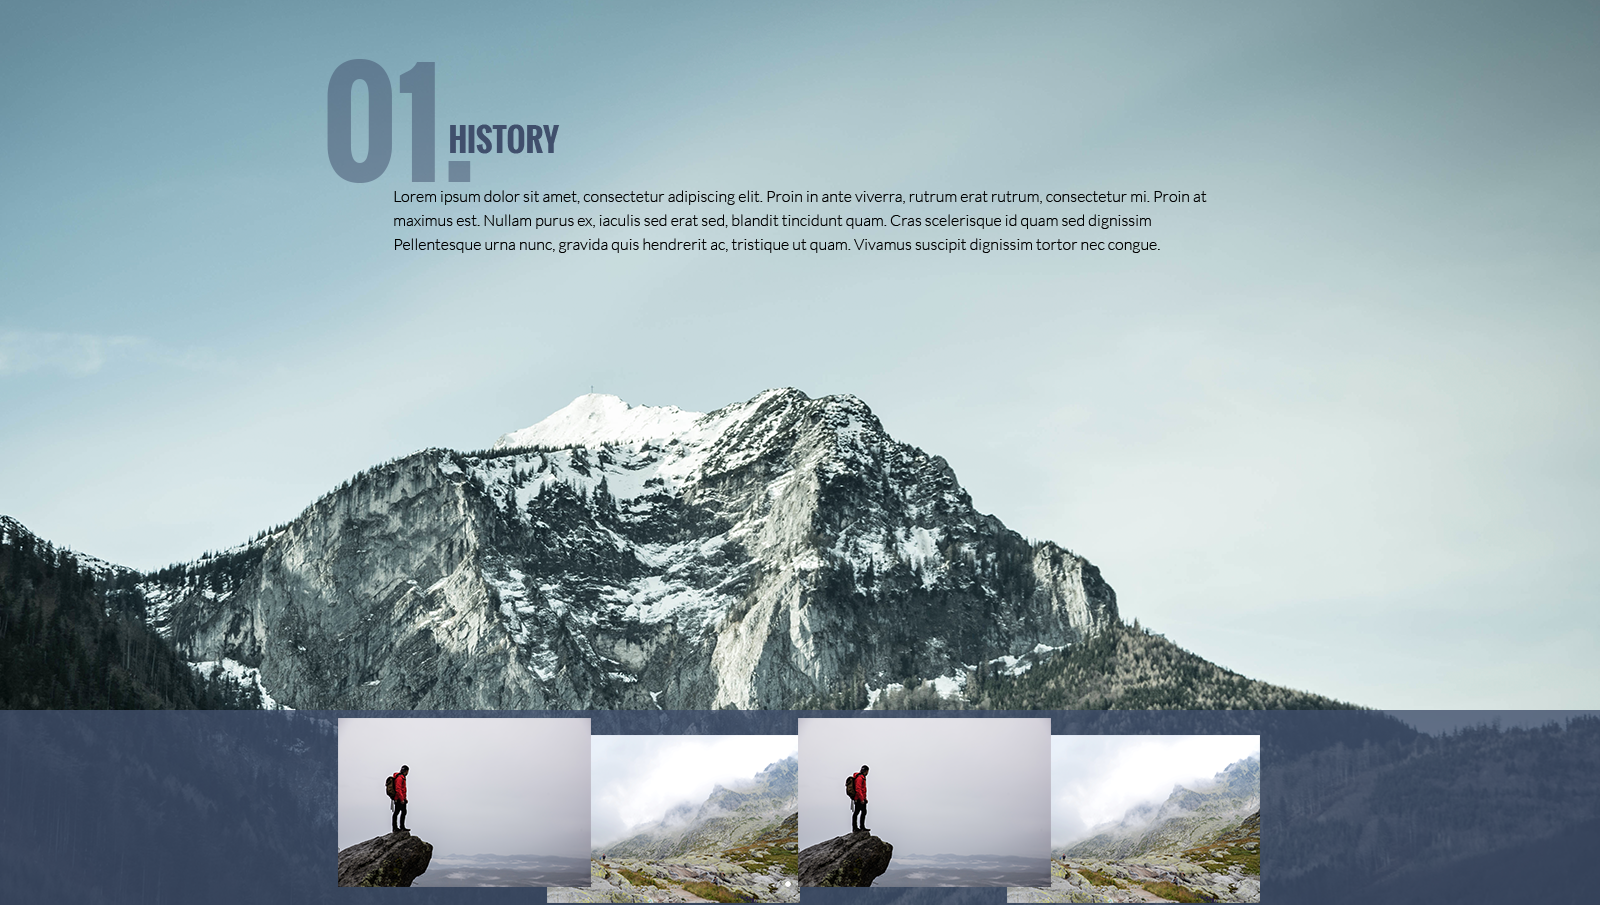 01.
HISTORY
Lorem ipsum dolor sit amet, consectetur adipiscing elit. Proin in ante viverra, rutrum erat rutrum, consectetur mi. Proin at
maximus est. Nullam purus ex, iaculis sed erat sed, blandit tincidunt quam. Cras scelerisque id quam sed dignissim
Pellentesque urna nunc, gravida quis hendrerit ac, tristique ut quam. Vivamus suscipit dignissim tortor nec congue.